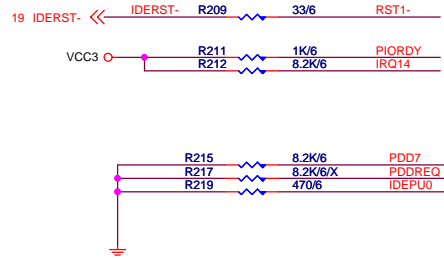 19 IDERST- IDERST- R209 33/6 RST1-
VCC3 R211 1K/6 PIORDY
R212 8.2K/6 IRQ14
R215 8.2K/6 PDD7
R217 8.2K/6/X PDDREQ
R219 470/6 IDEPU0